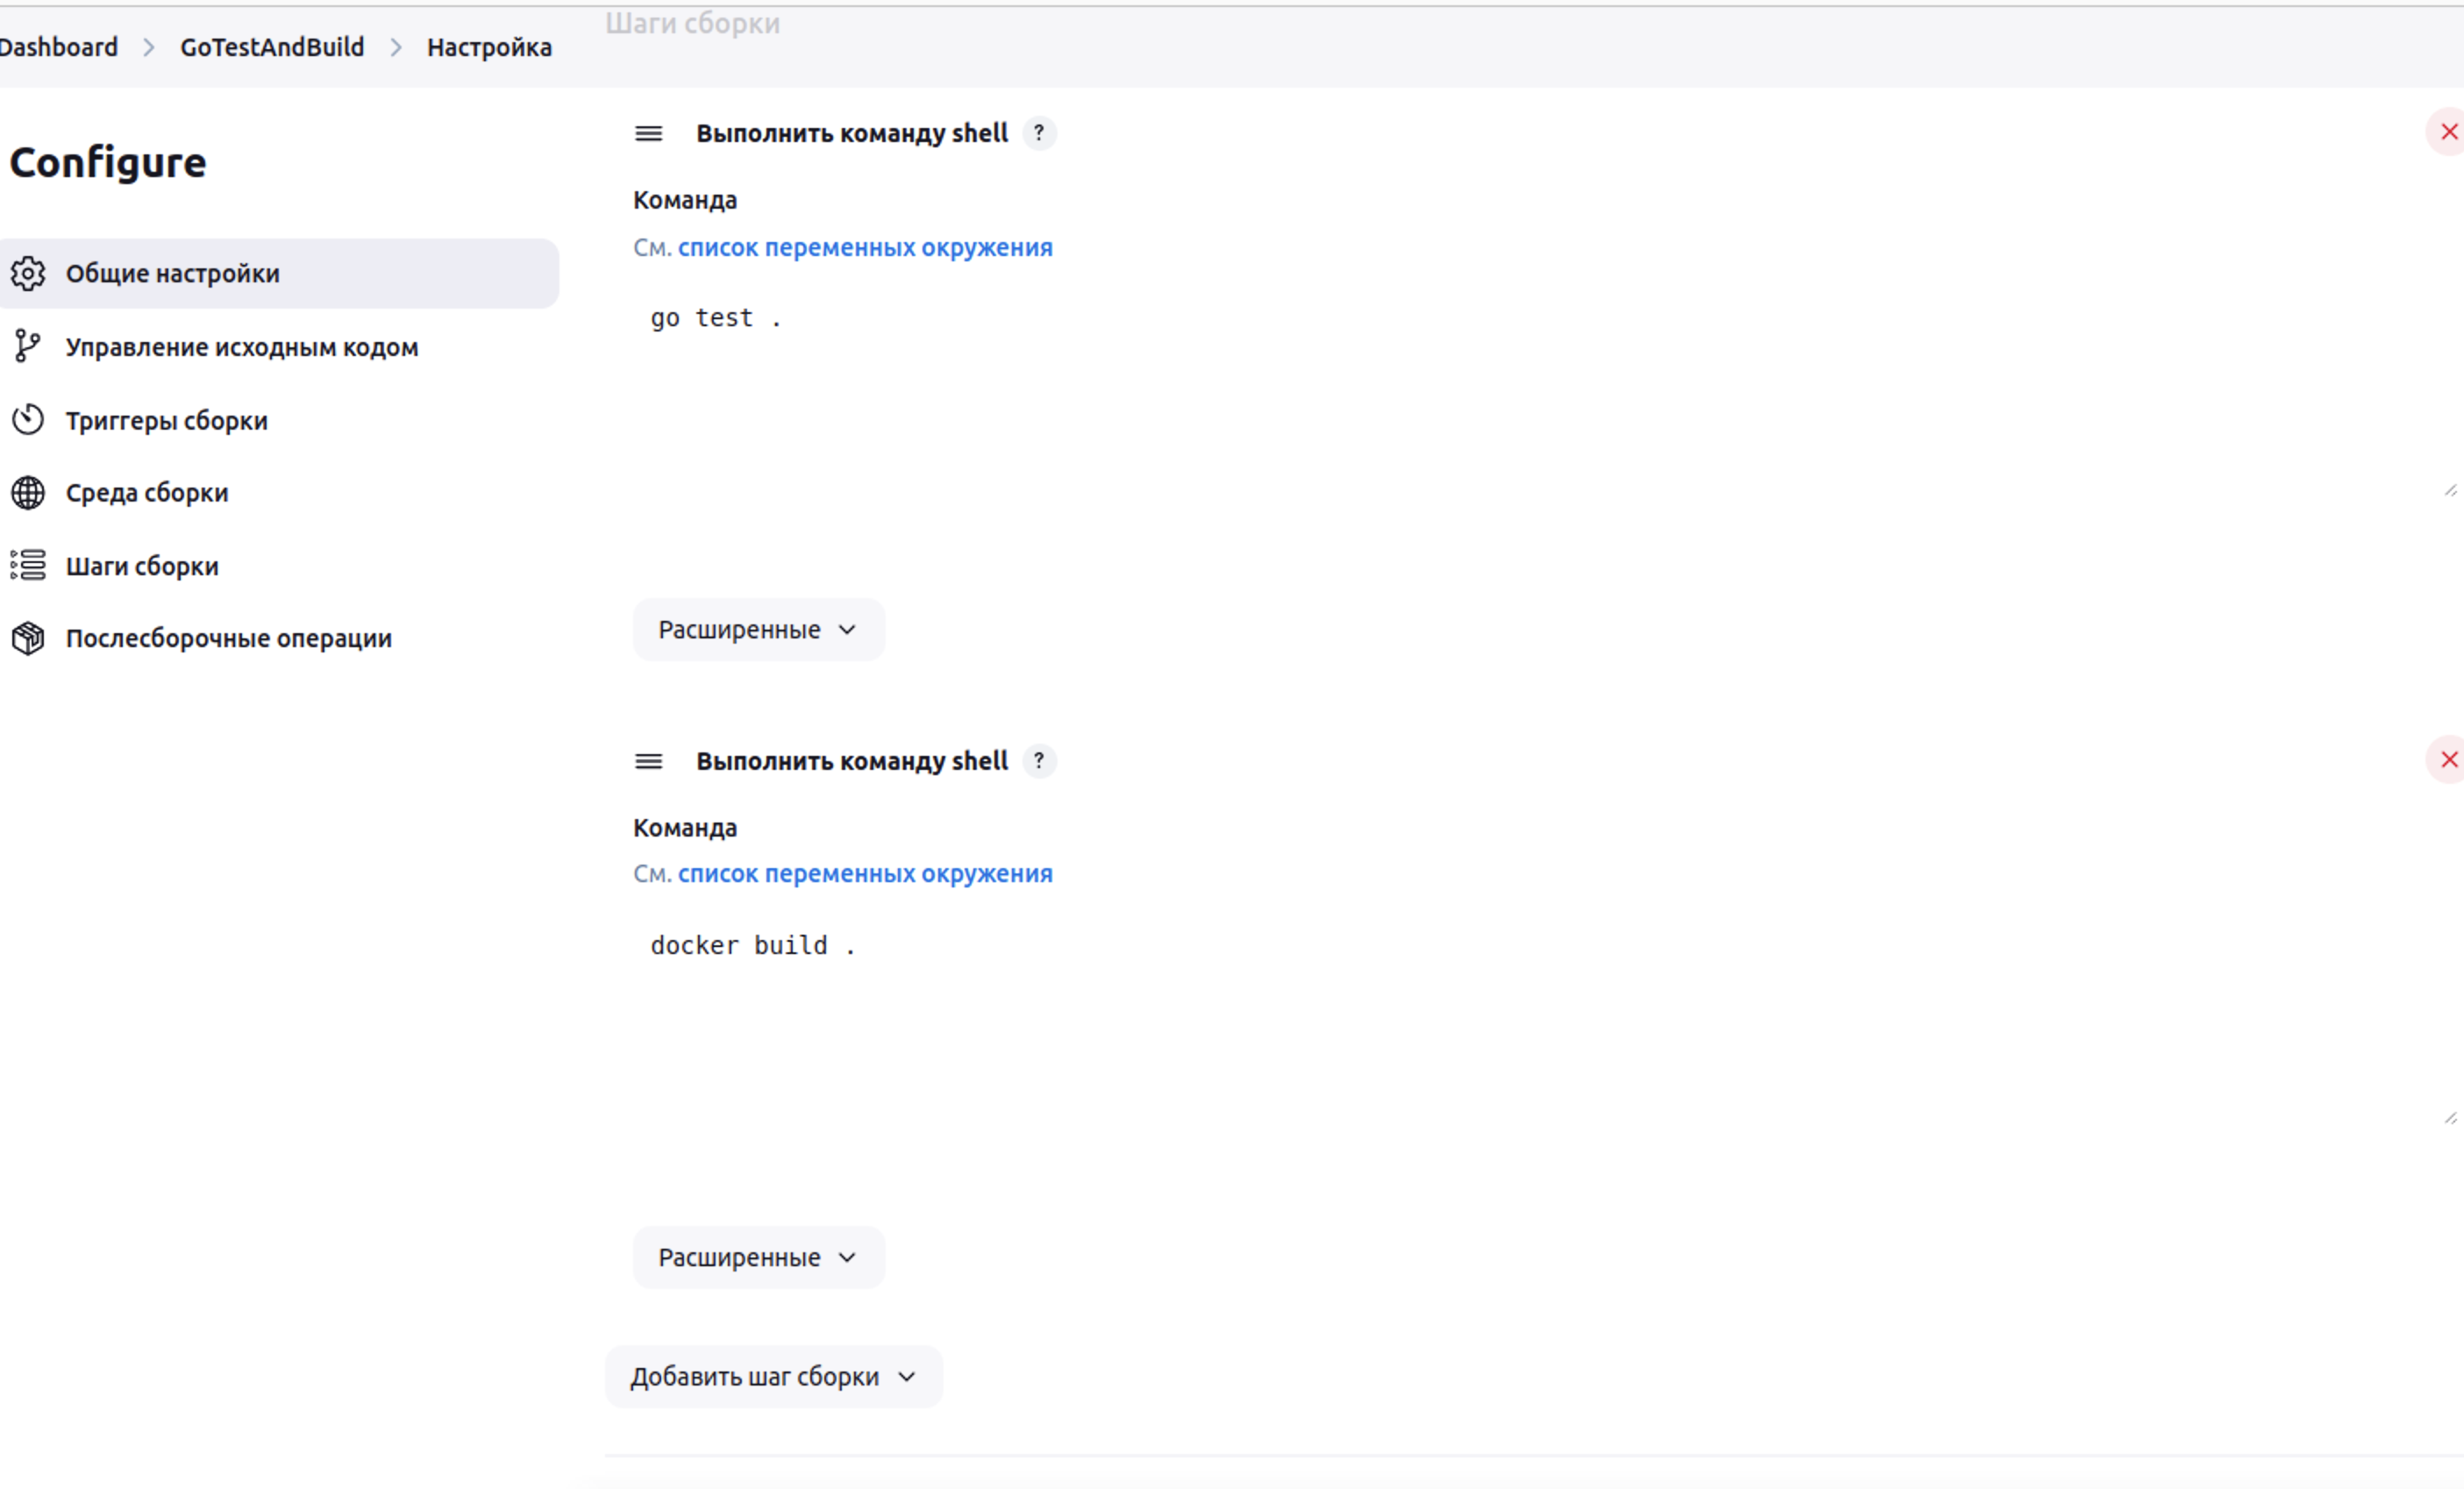 Шаги сборки
Dashboard > GoTestAndBuild > Настройка
Configure
Общие настройки
Управление исходным кодом
Триггеры сборки
Среда сборки
Шаги сборки
Послесборочные операции
Выполнить команду shell ?
Команда
См. список переменных окружения
go test .
Расширенные
Выполнить команду shell ?
Команда
См. список переменных окружения
docker build .
Расширенные
Добавить шаг сборки